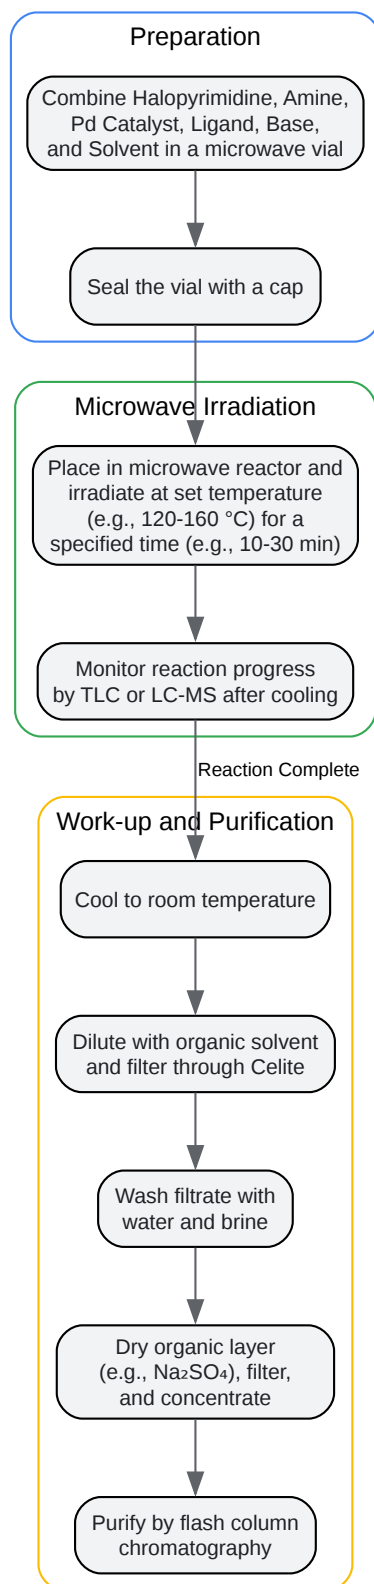 Preparation
Combine Halopyrimidine, Amine,
Pd Catalyst, Ligand, Base,
and Solvent in a microwave vial
Seal the vial with a cap
Microwave Irradiation
Place in microwave reactor and
irradiate at set temperature
(e.g., 120-160 °C) for a
specified time (e.g., 10-30 min)
Monitor reaction progress
by TLC or LC-MS after cooling
Reaction Complete
Work-up and Purification
Cool to room temperature
Dilute with organic solvent
and filter through Celite
Wash filtrate with
water and brine
Dry organic layer
(e.g., Na₂SO₄), filter,
and concentrate
Purify by flash column
chromatography